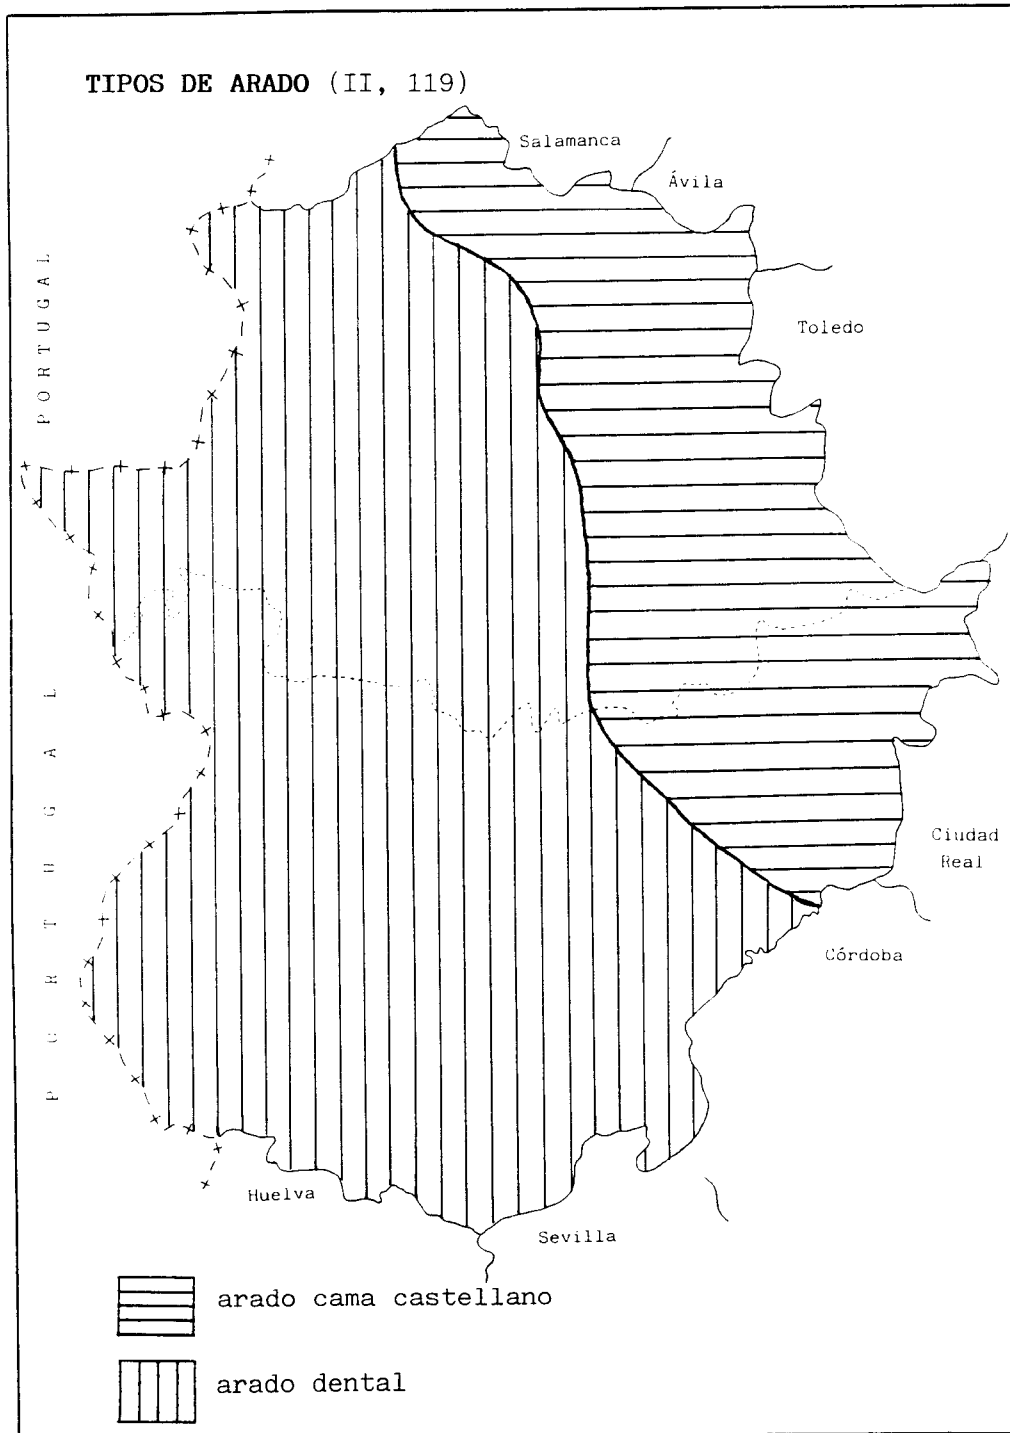 TIPOS DE ARADO (II, 119)
Salamanca
Ávila
PORTUGAL
Toledo
PORTUGAL
Ciudad
Real
Córdoba
Huelva
Sevilla
arado cama castellano
arado dental